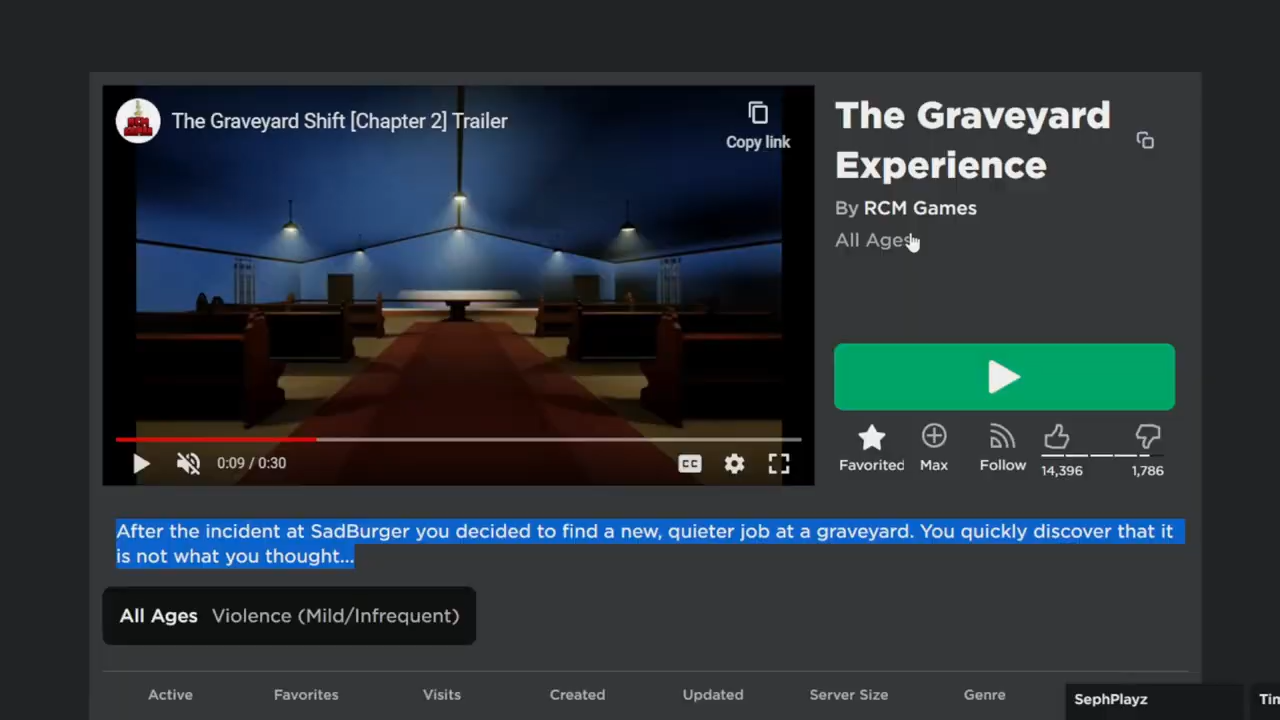 The Graveyard Shift [Chapter 2] Trailer
Copy link
0:09 / 0:30
CC
The Graveyard
Experience
By RCM Games
All Ages
Favorited
Max
Follow
14,396
1,786
After the incident at SadBurger you decided to find a new, quieter job at a graveyard. You quickly discover that it
is not what you thought...
All Ages Violence (Mild/Infrequent)
Active Favorites Visits Created Updated Server Size Genre
SephPlayz